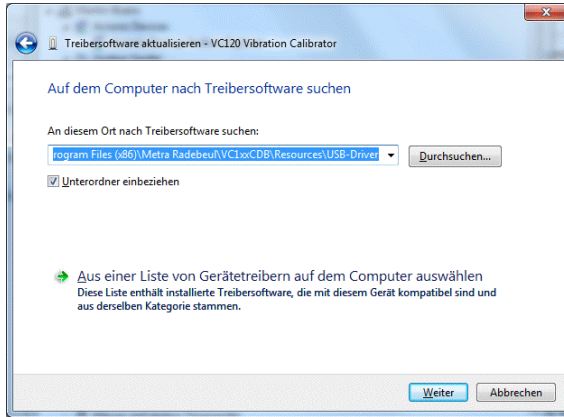 Treibersoftware aktualisieren - VC120 Vibration Calibrator
Auf dem Computer nach Treibersoftware suchen
An diesem Ort nach Treibersoftware suchen:
rogram Files (x86)\Metra Radebeul\VC1xxCDB\Resources\USB-Driver
Durchsuchen...
Unterordner einbeziehen
Aus einer Liste von Gerätetreibern auf dem Computer auswählen
Diese Liste enthält installierte Treibersoftware, die mit diesem Gerät kompatibel sind und
aus derselben Kategorie stammen.
Weiter
Abbrechen